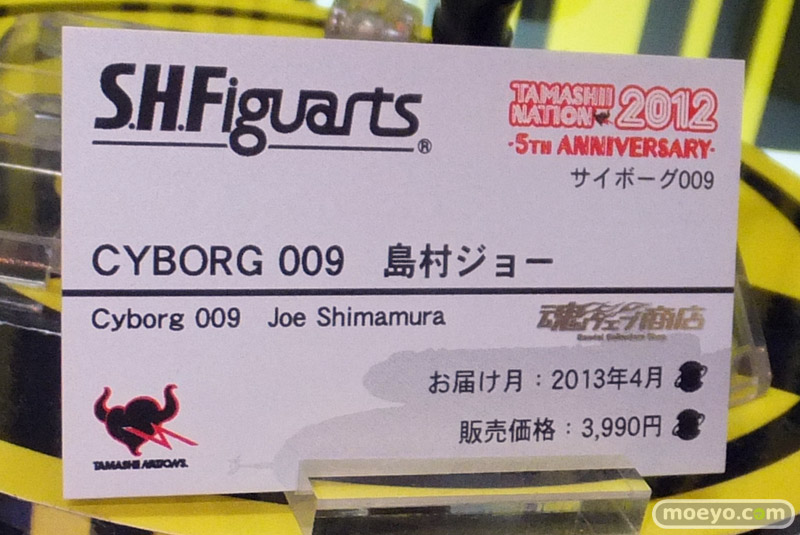 S.H.Figuarts®
TAMASHII
NATION 2012
-5TH ANNIVERSARY-
サイボーグ009
CYBORG 009 島村ジョー
Cyborg 009 Joe Shimamura
魂ウェブ商店
お届け月：2013年4月
販売価格：3,990円
TAMASHII NATIONS
moeyo.com